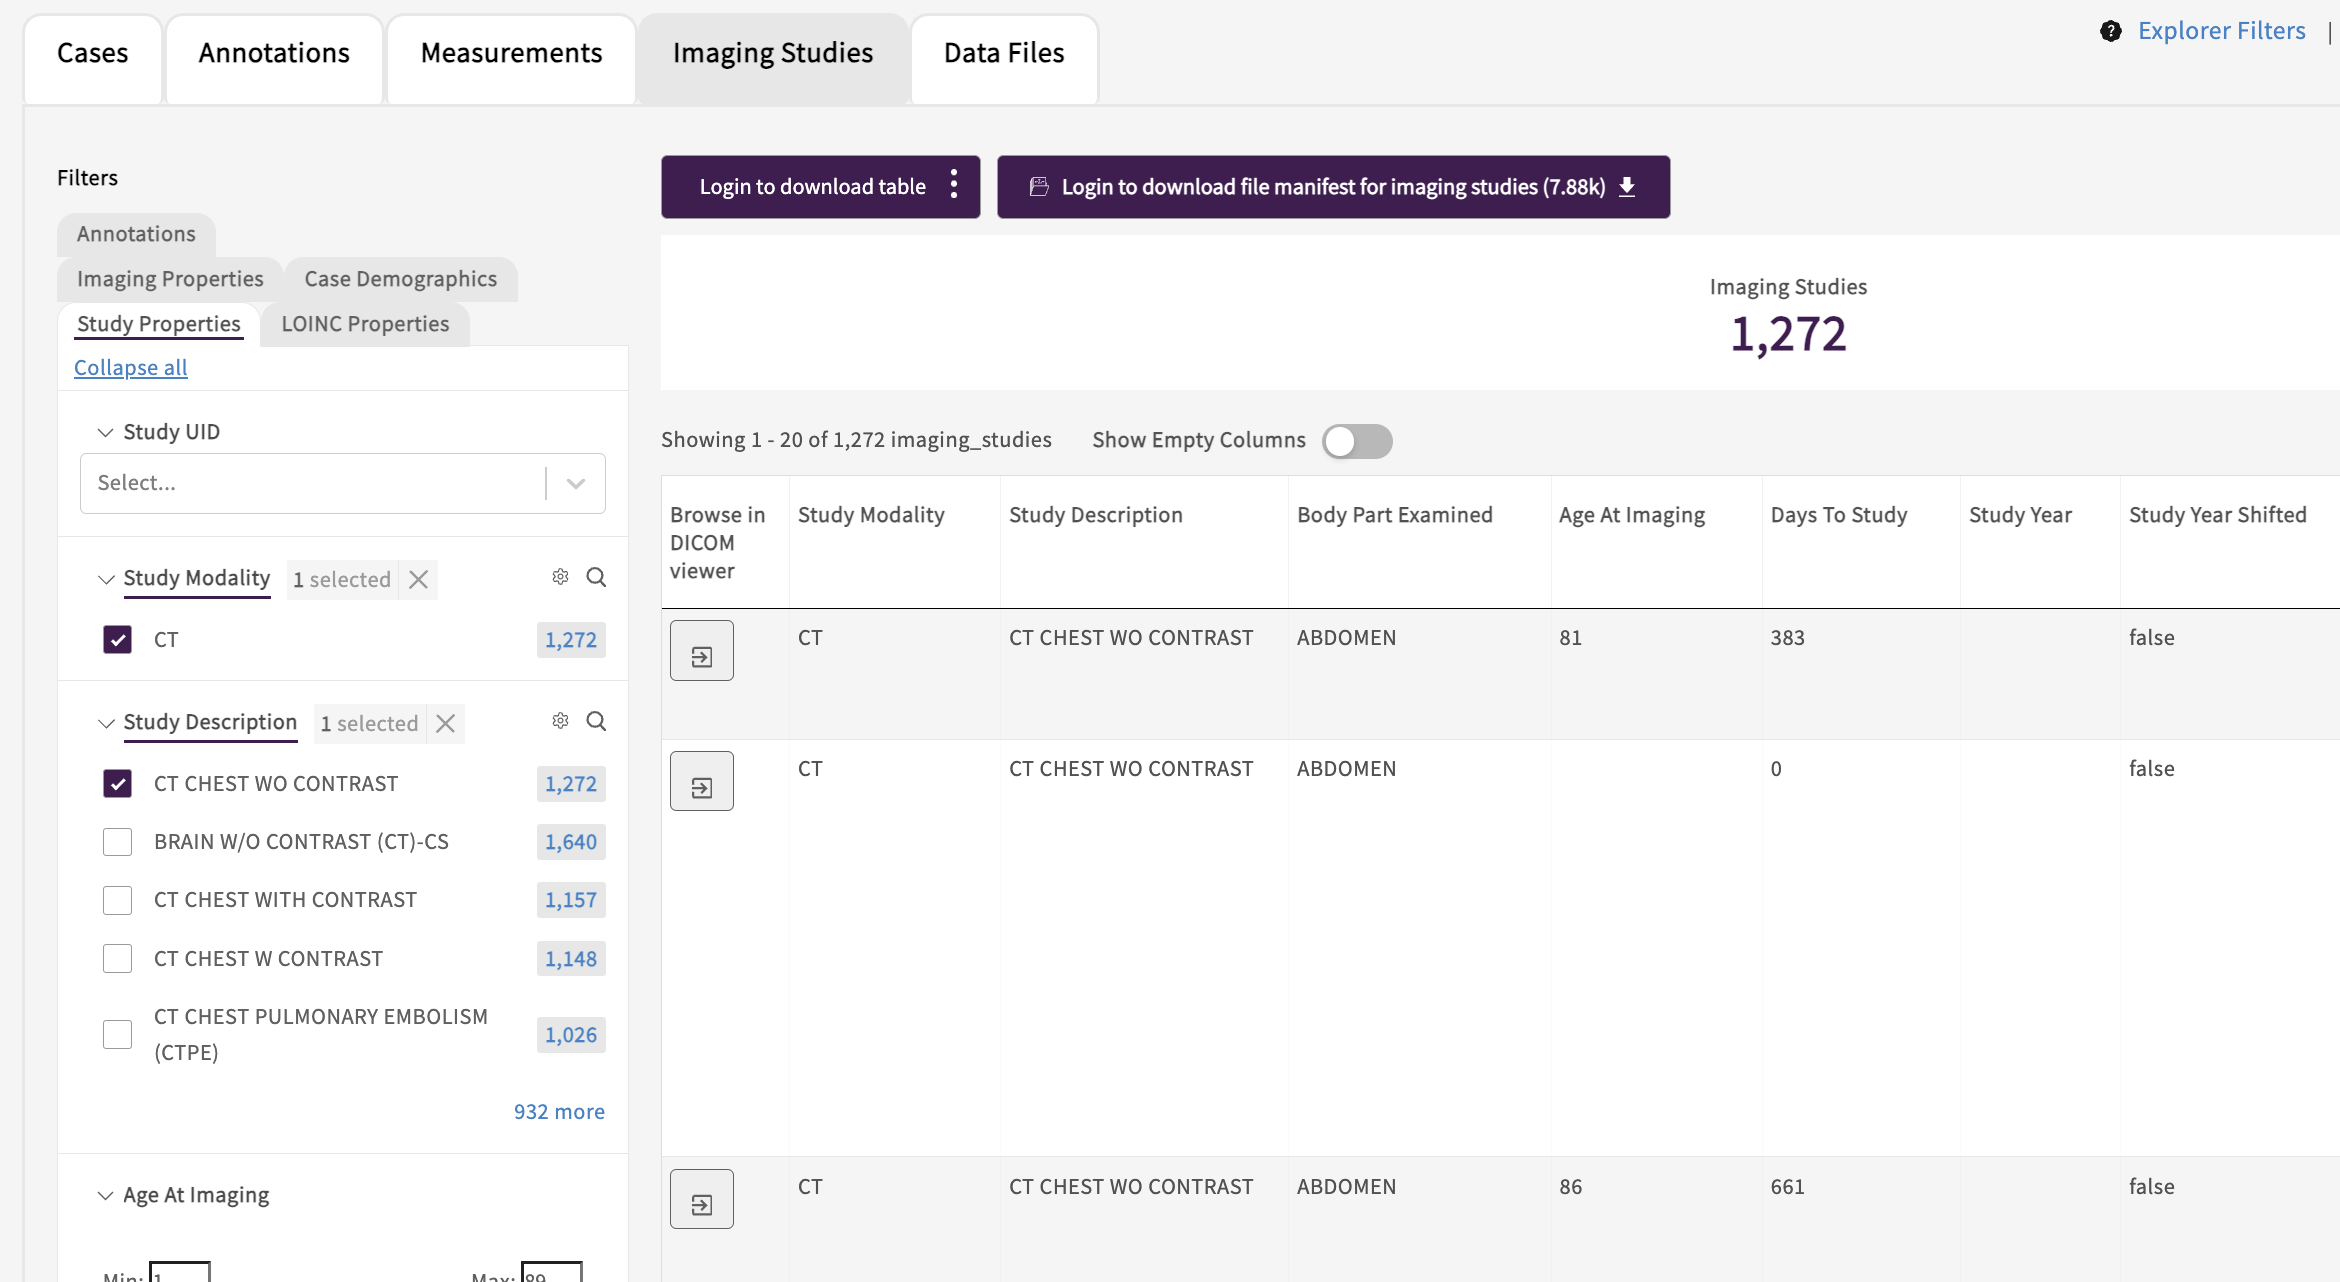 Cases
Annotations
Measurements
Imaging Studies
Data Files
Explorer Filters |
Filters
Annotations
Imaging Properties
Case Demographics
Study Properties
LOINC Properties
Collapse all
Study UID
Select...
Study Modality 1 selected
CT 1,272
Study Description 1 selected
CT CHEST WO CONTRAST 1,272
BRAIN W/O CONTRAST (CT)-CS 1,640
CT CHEST WITH CONTRAST 1,157
CT CHEST W CONTRAST 1,148
CT CHEST PULMONARY EMBOLISM
(CTPE) 1,026
932 more
Age At Imaging
Min: 1 Max: 89
Login to download table
Login to download file manifest for imaging studies (7.88k)
Imaging Studies
1,272
Showing 1 - 20 of 1,272 imaging_studies Show Empty Columns
Browse in
DICOM
viewer
Study Modality
Study Description
Body Part Examined
Age At Imaging
Days To Study
Study Year
Study Year Shifted
CT CT CHEST WO CONTRAST ABDOMEN 81 383 false
CT CT CHEST WO CONTRAST ABDOMEN 0 false
CT CT CHEST WO CONTRAST ABDOMEN 86 661 false